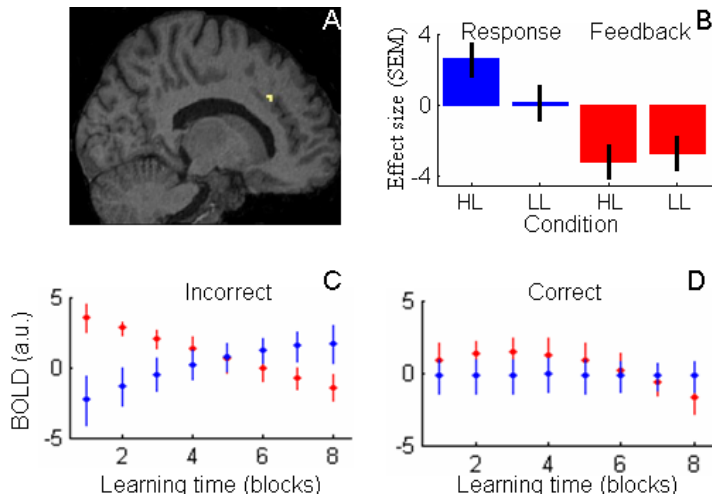 A
B
Response Feedback
Effect size (SEM)
4
0
-4
HL LL HL LL
Condition
C
Incorrect
BOLD (a.u.)
5
0
-5
2 4 6 8
Learning time (blocks)
D
Correct
5
0
-5
2 4 6 8
Learning time (blocks)